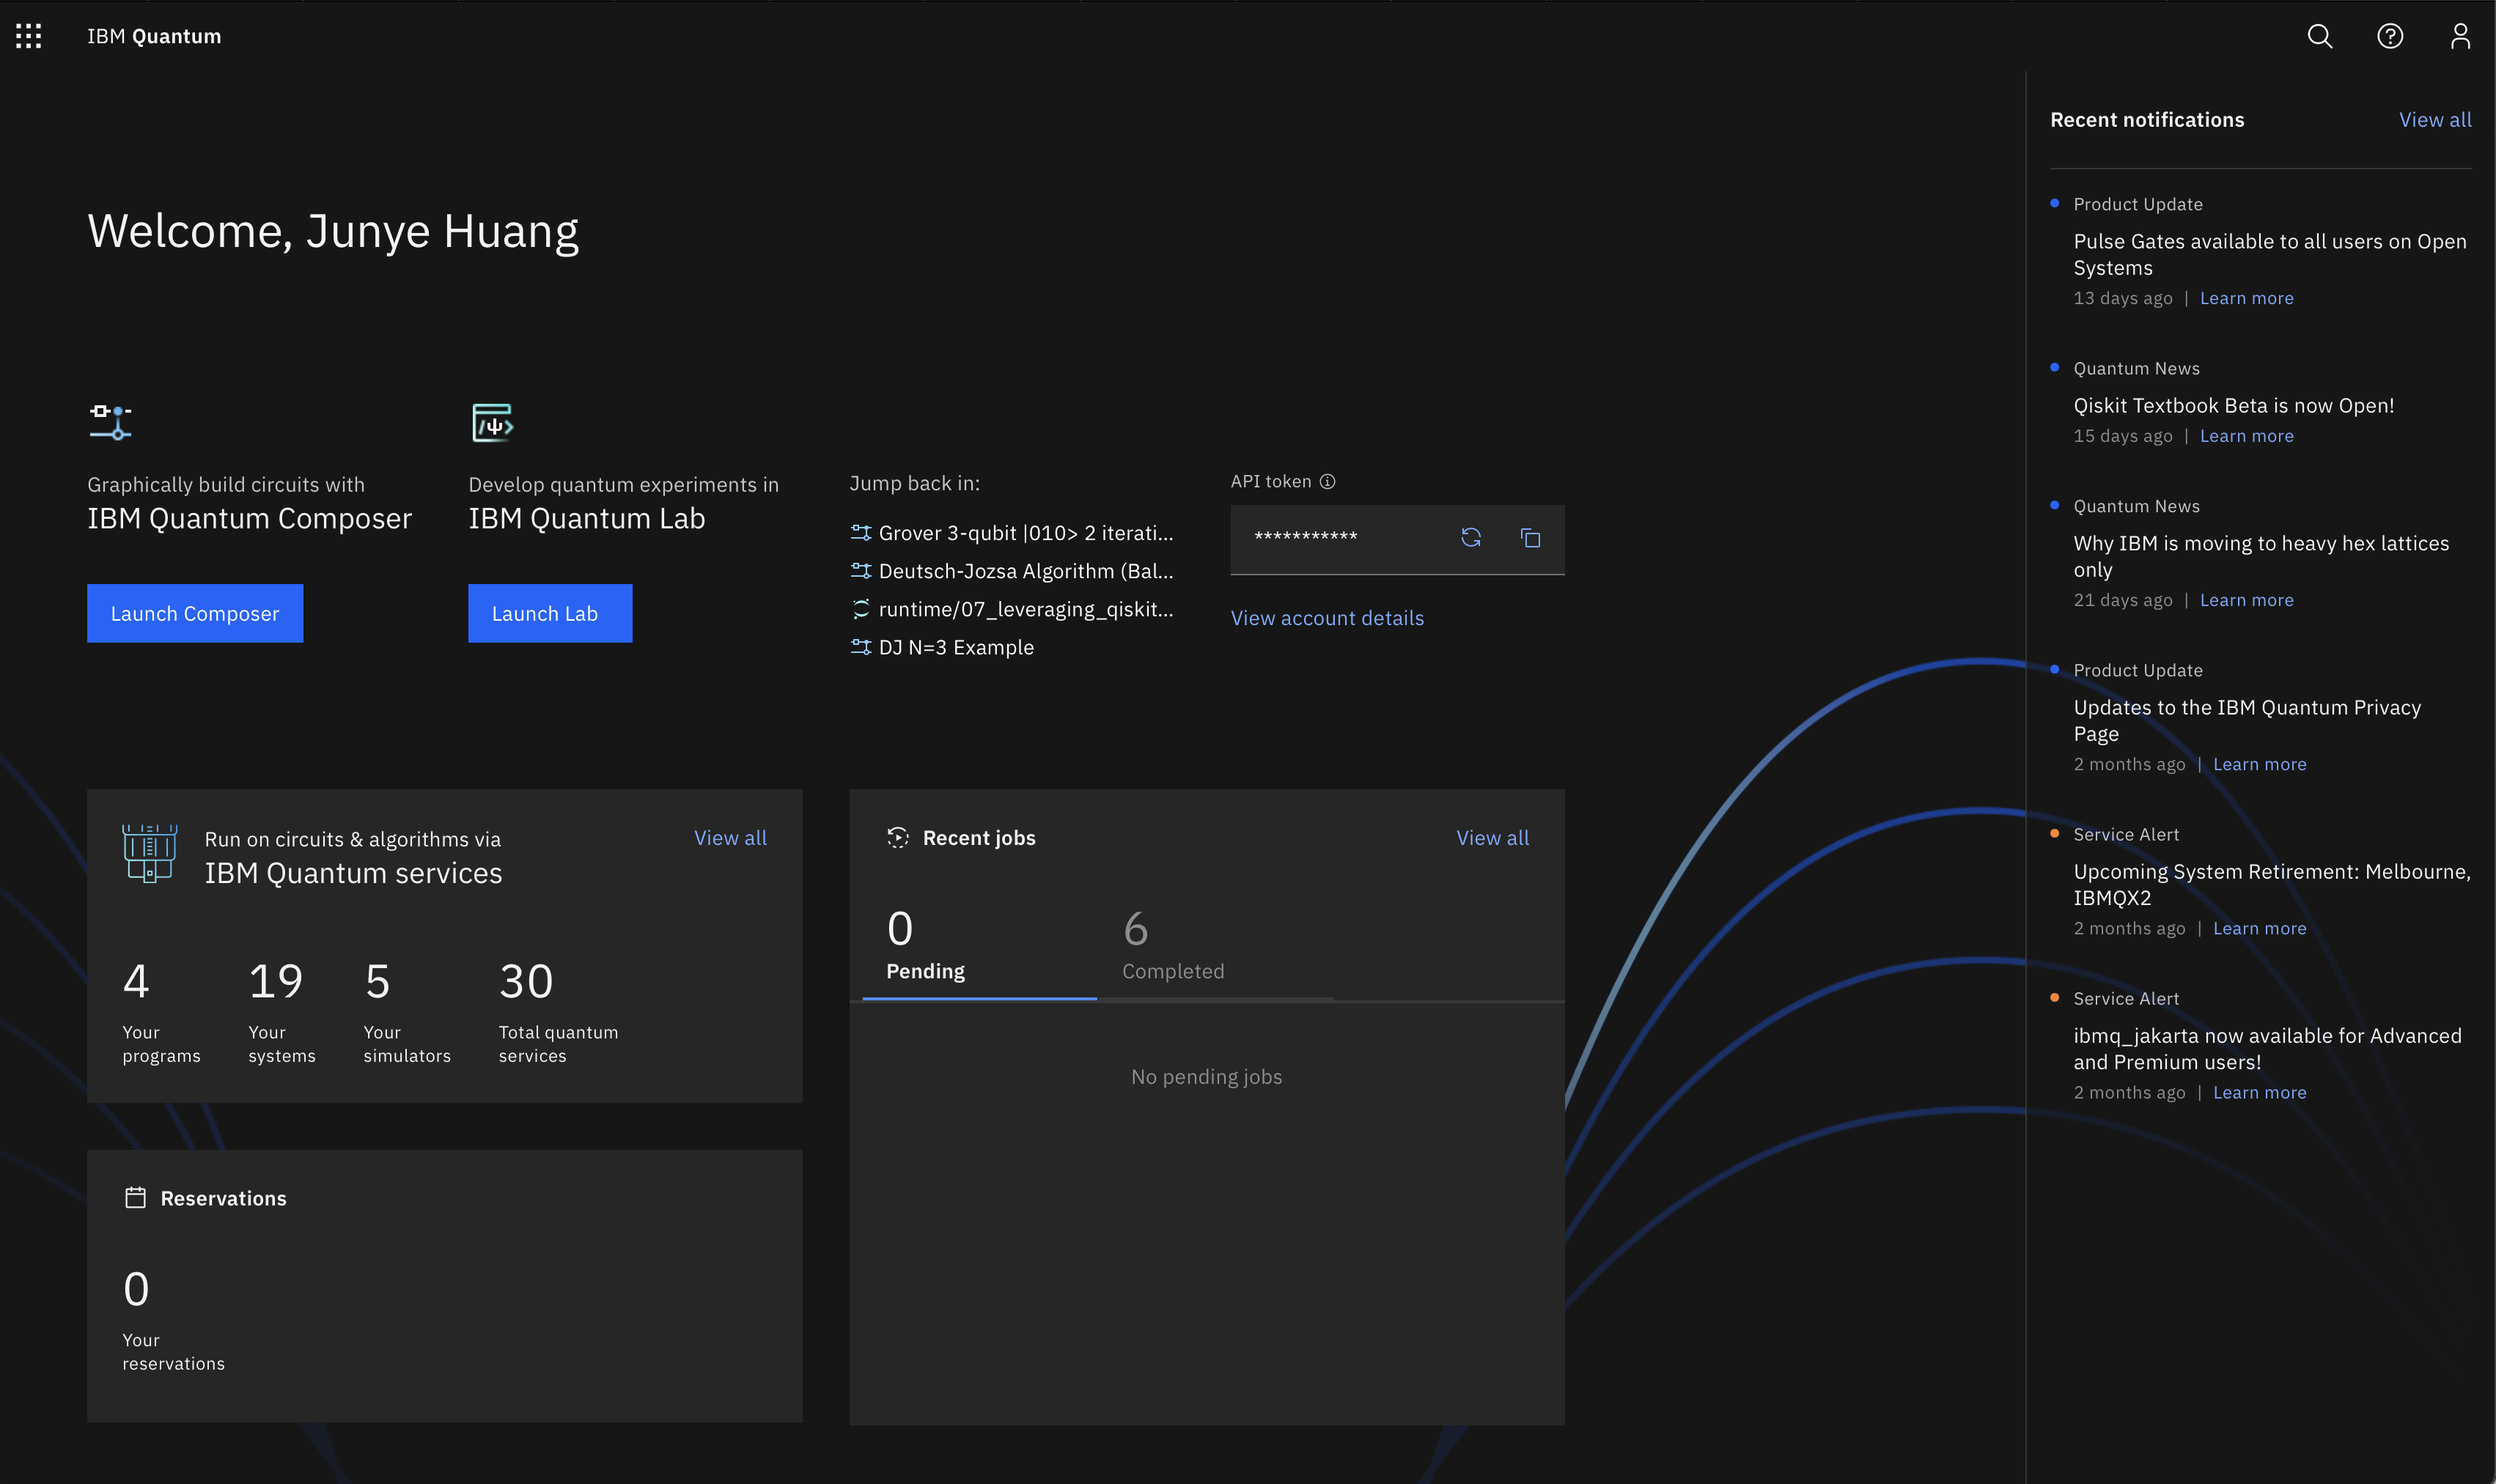 IBM Quantum
Welcome, Junye Huang
Graphically build circuits with
IBM Quantum Composer
Launch Composer
Develop quantum experiments in
IBM Quantum Lab
Launch Lab
Jump back in:
Grover 3-qubit |010> 2 iterati...
Deutsch-Jozsa Algorithm (Bal...
runtime/07_leveraging_qiskit...
DJ N=3 Example
API token
***********
View account details
Run on circuits & algorithms via
IBM Quantum services
View all
4
Your
programs
19
Your
systems
5
Your
simulators
30
Total quantum
services
Recent jobs
View all
0
Pending
6
Completed
No pending jobs
Reservations
0
Your
reservations
Recent notifications
View all
Product Update
Pulse Gates available to all users on Open
Systems
13 days ago | Learn more
Quantum News
Qiskit Textbook Beta is now Open!
15 days ago | Learn more
Quantum News
Why IBM is moving to heavy hex lattices
only
21 days ago | Learn more
Product Update
Updates to the IBM Quantum Privacy
Page
2 months ago | Learn more
Service Alert
Upcoming System Retirement: Melbourne,
IBMQX2
2 months ago | Learn more
Service Alert
ibmq_jakarta now available for Advanced
and Premium users!
2 months ago | Learn more